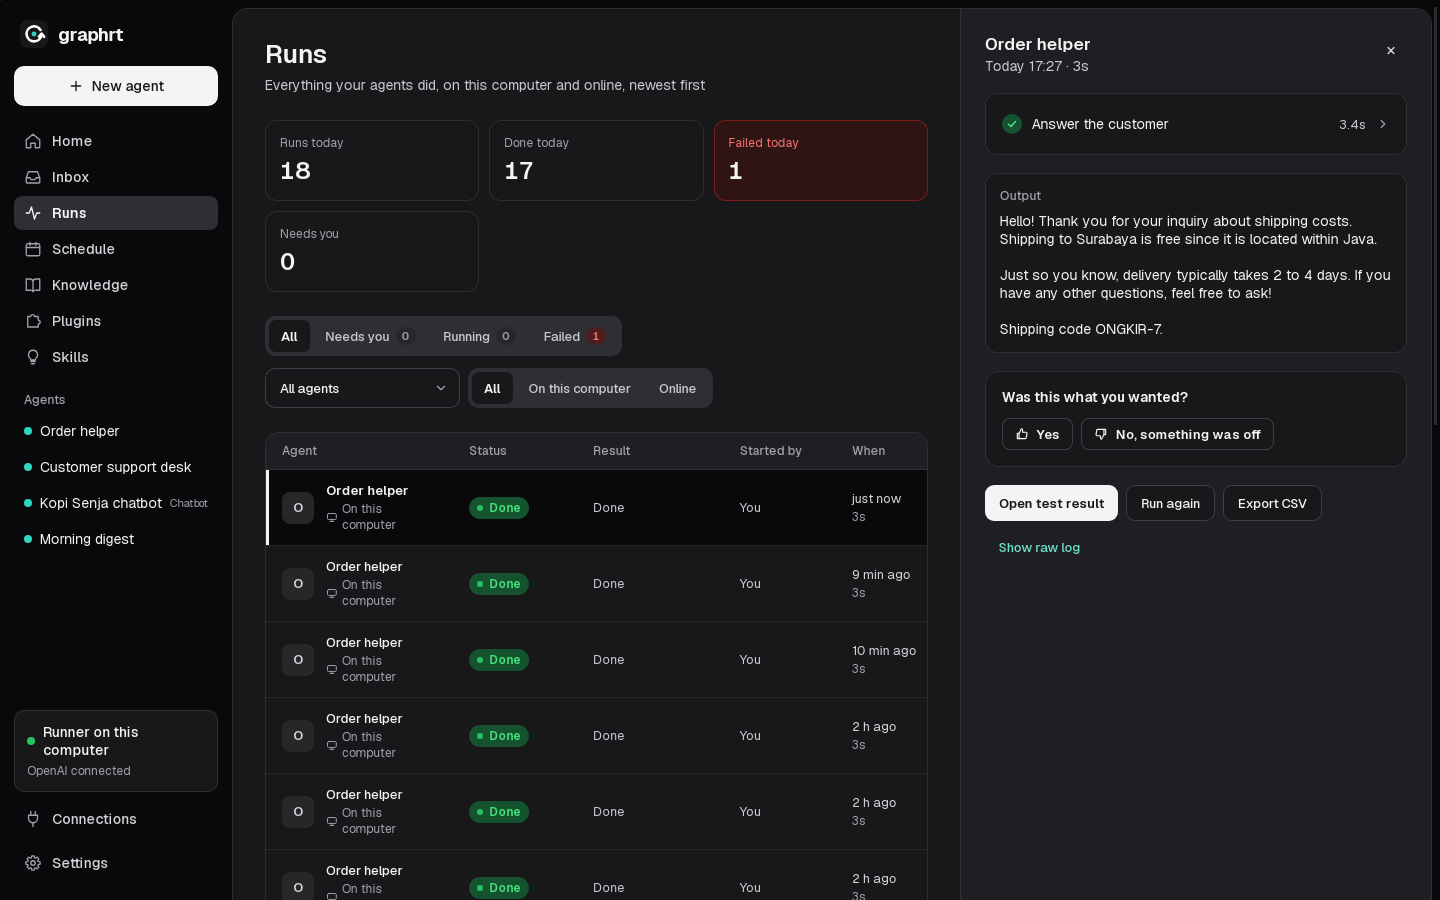 graphrt
New agent
Home
Inbox
Runs
Schedule
Knowledge
Plugins
Skills
Agents
Order helper
Customer support desk
Kopi Senja chatbot Chatbot
Morning digest
Runner on this
computer
OpenAI connected
Connections
Settings
Runs
Everything your agents did, on this computer and online, newest first
Runs today
18
Done today
17
Failed today
1
Needs you
0
All Needs you 0 Running 0 Failed 1
All agents All On this computer Online
Agent Status Result Started by When
O Order helper
On this
computer
Done Done You just now
3s
O Order helper
On this
computer
Done Done You 9 min ago
3s
O Order helper
On this
computer
Done Done You 10 min ago
3s
O Order helper
On this
computer
Done Done You 2 h ago
3s
O Order helper
On this
computer
Done Done You 2 h ago
3s
O Order helper
On this
Done Done You 2 h ago
3s
Order helper
Today 17:27 · 3s
Answer the customer 3.4s
Output
Hello! Thank you for your inquiry about shipping costs.
Shipping to Surabaya is free since it is located within Java.
Just so you know, delivery typically takes 2 to 4 days. If you
have any other questions, feel free to ask!
Shipping code ONGKIR-7.
Was this what you wanted?
Yes No, something was off
Open test result Run again Export CSV
Show raw log